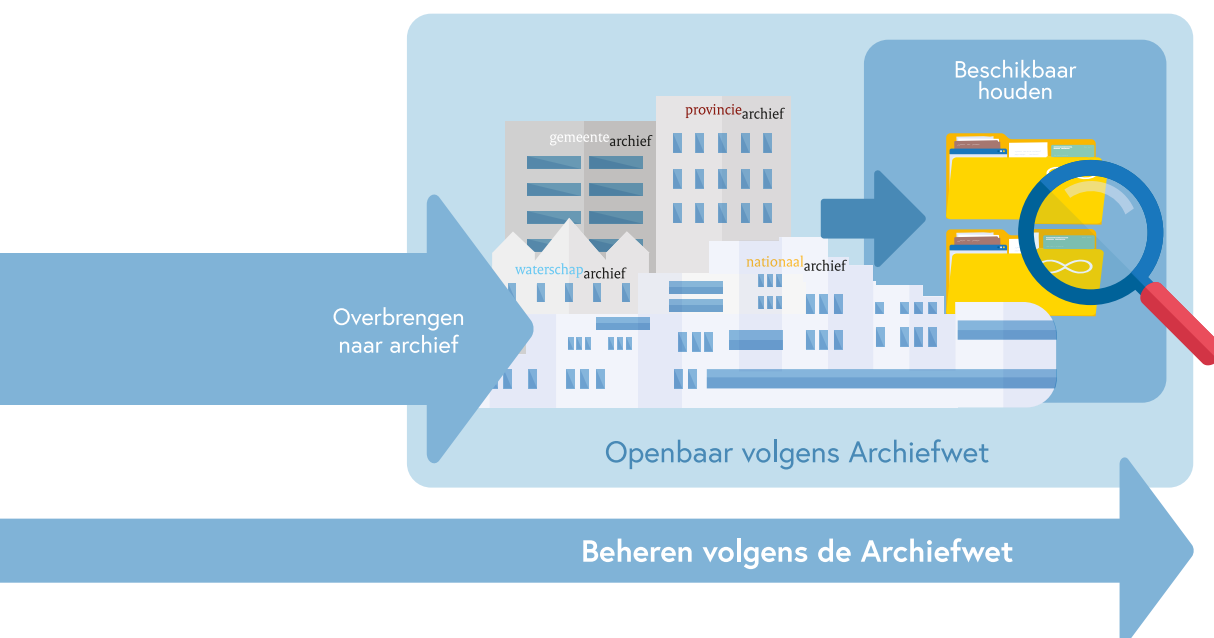 Beschikbaar
houden
provinciearchief
gemeentearchief
waterschaparchief
nationaalarchief
Overbrengen
naar archief
Openbaar volgens Archiefwet
Beheren volgens de Archiefwet